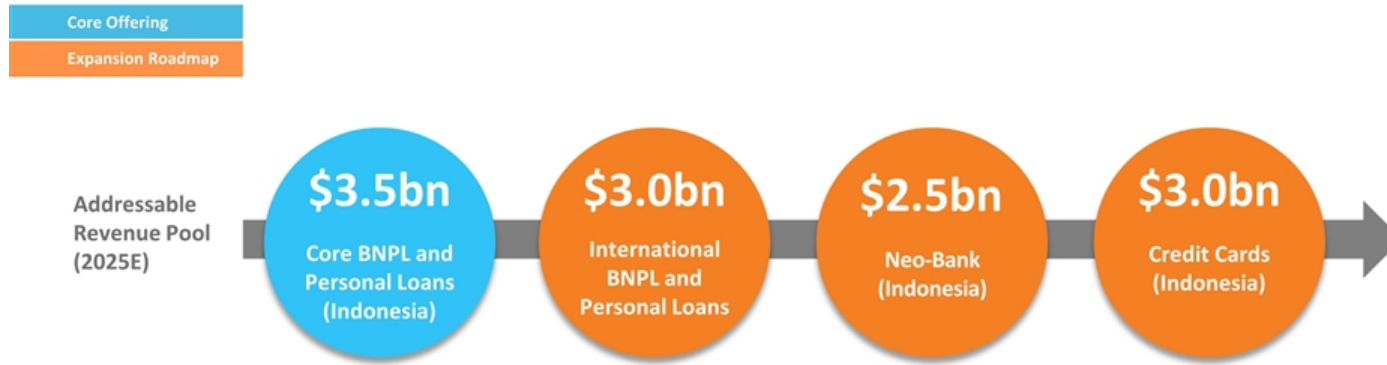 Core Offering
Expansion Roadmap
Addressable
Revenue Pool
(2025E)
$3.5bn
Core BNPL and
Personal Loans
(Indonesia)
$3.0bn
International
BNPL and
Personal Loans
$2.5bn
Neo-Bank
(Indonesia)
$3.0bn
Credit Cards
(Indonesia)